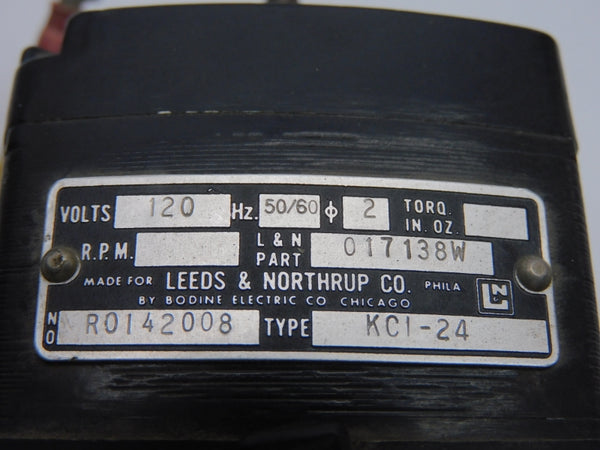 VOLTS 120 Hz. 50/60 ϕ 2 TORQ. IN. OZ.
R.P.M. L & N PART 017138W
MADE FOR LEEDS & NORTHRUP CO. PHILA
BY BODINE ELECTRIC CO CHICAGO
LN
NO R0142008 TYPE KCI-24